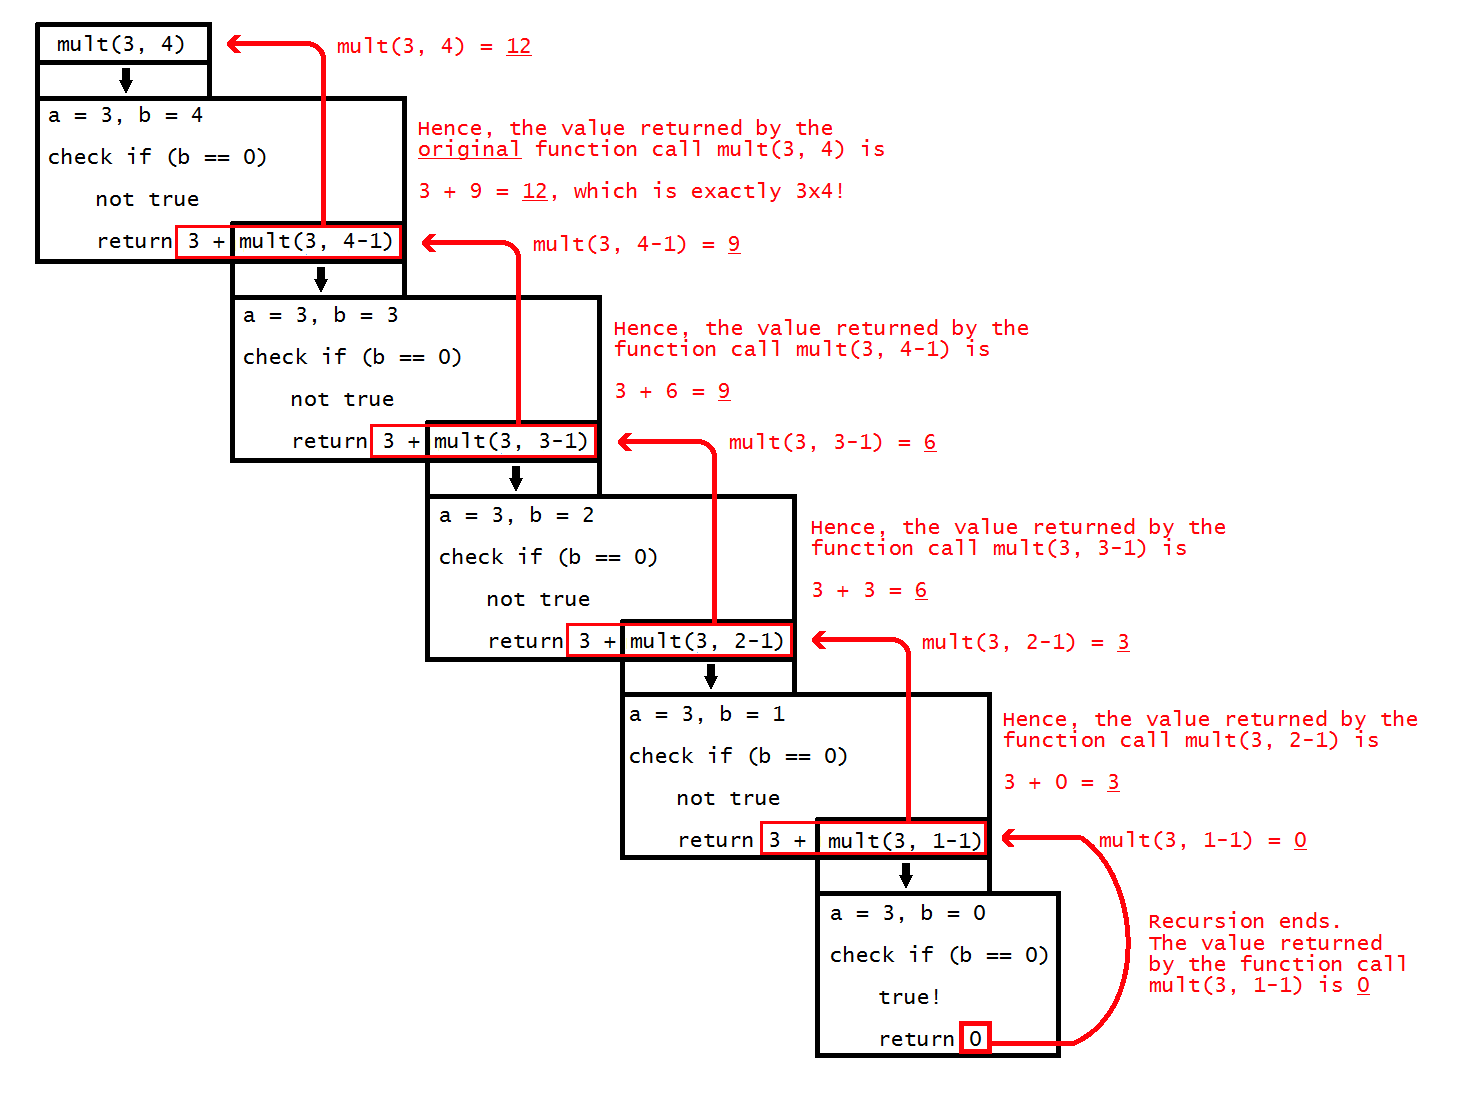 mult(3, 4)
mult(3, 4) = 12
a = 3, b = 4
check if (b == 0)
not true
return 3 + mult(3, 4-1)
Hence, the value returned by the
original function call mult(3, 4) is
3 + 9 = 12, which is exactly 3x4!
mult(3, 4-1) = 9
a = 3, b = 3
check if (b == 0)
not true
return 3 + mult(3, 3-1)
Hence, the value returned by the
function call mult(3, 4-1) is
3 + 6 = 9
mult(3, 3-1) = 6
a = 3, b = 2
check if (b == 0)
not true
return 3 + mult(3, 2-1)
Hence, the value returned by the
function call mult(3, 3-1) is
3 + 3 = 6
mult(3, 2-1) = 3
a = 3, b = 1
check if (b == 0)
not true
return 3 + mult(3, 1-1)
Hence, the value returned by the
function call mult(3, 2-1) is
3 + 0 = 3
mult(3, 1-1) = 0
a = 3, b = 0
check if (b == 0)
true!
return 0
Recursion ends.
The value returned
by the function call
mult(3, 1-1) is 0